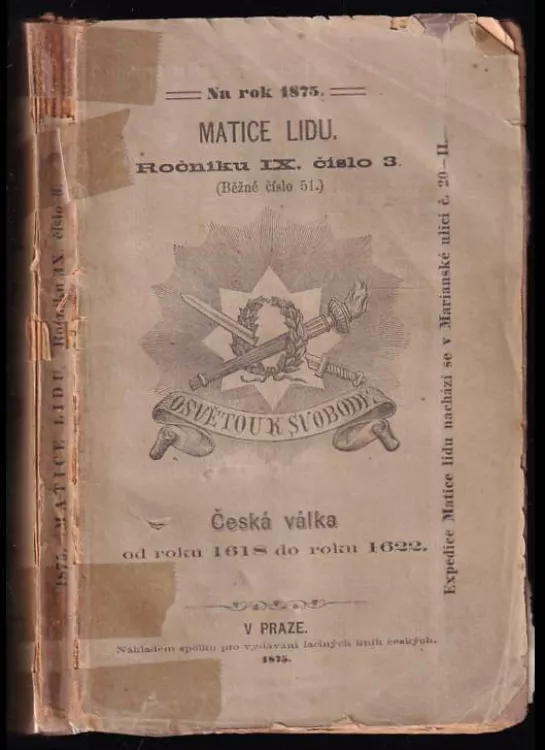 Na rok 1875.
MATICE LIDU.
Ročníku IX. číslo 3.
(Běžné číslo 51.)
OSVĚTOU K SVOBODĚ.
Česká válka
od roku 1618 do roku 1622.
V PRAZE.
Nákladem spolku pro vydávání laciných knih českých.
1875.
Expedice Matice lidu nachází se v Marianské ulici č. 20—II.
1875. MATICE LIDU. Ročníku IX. číslo 3.